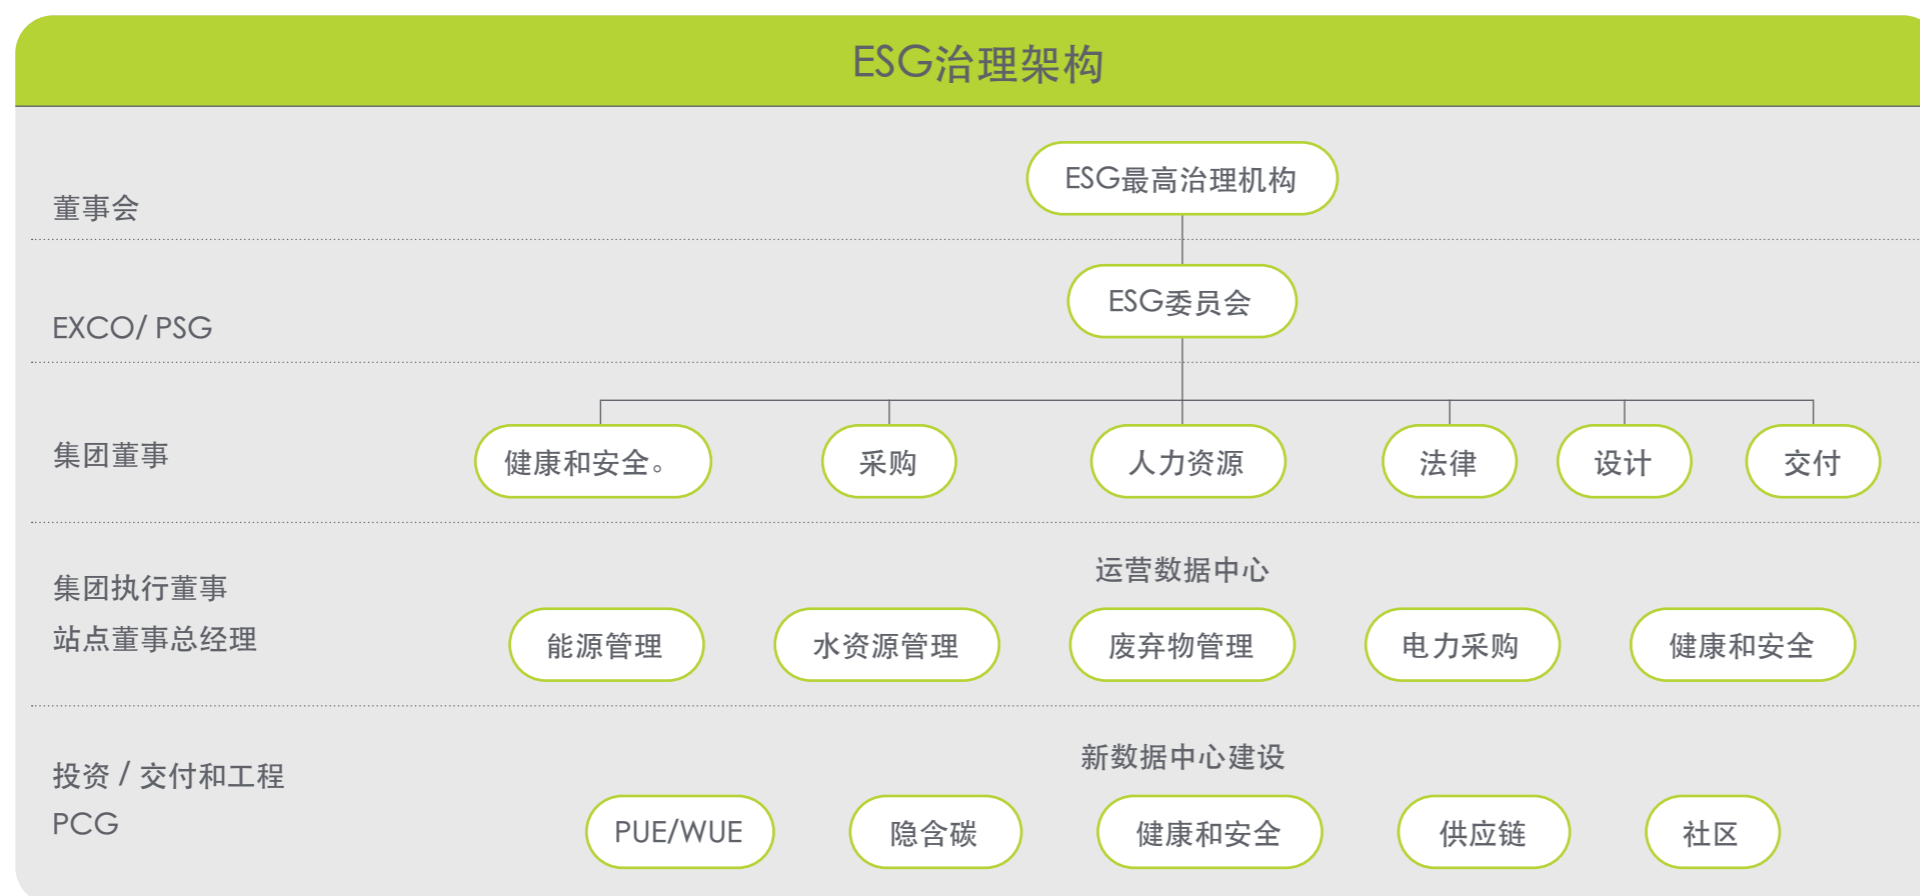 ESG治理架构
董事会
ESG最高治理机构
EXCO/ PSG
ESG委员会
集团董事
健康和安全。
采购
人力资源
法律
设计
交付
集团执行董事
站点董事总经理
运营数据中心
能源管理
水资源管理
废弃物管理
电力采购
健康和安全
投资 / 交付和工程
PCG
新数据中心建设
PUE/WUE
隐含碳
健康和安全
供应链
社区